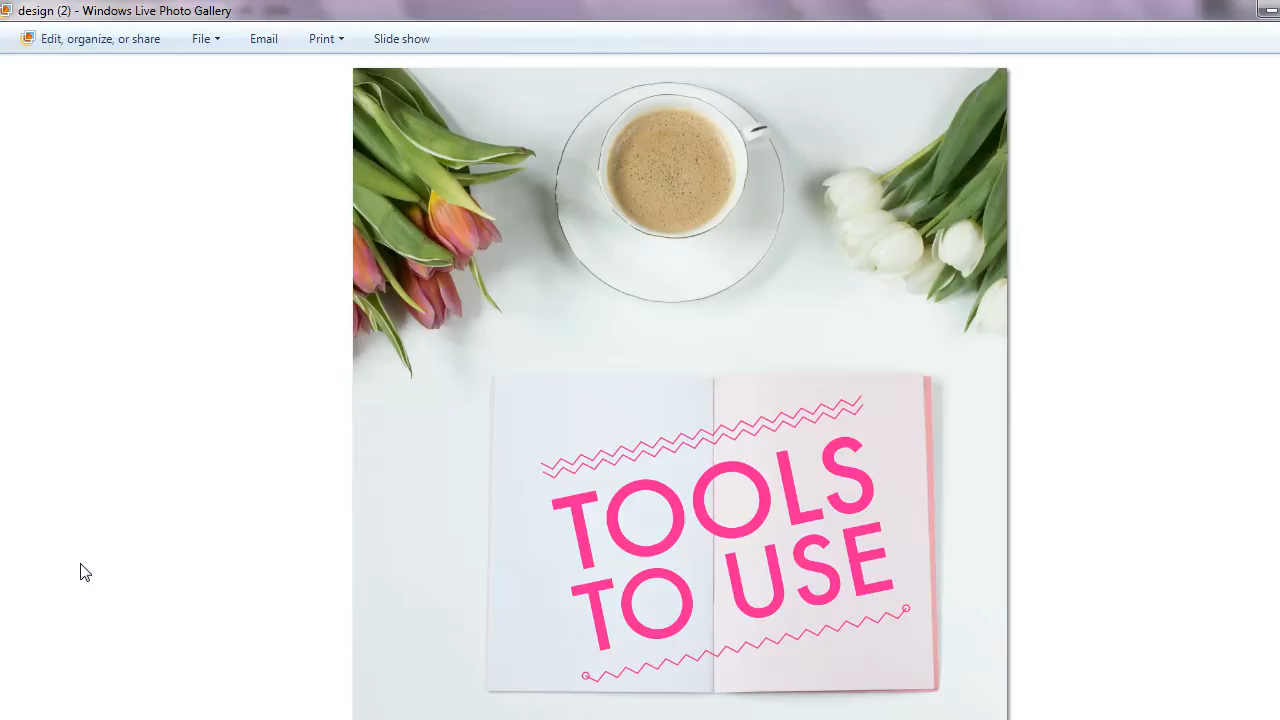 design (2) - Windows Live Photo Gallery
Edit, organize, or share File Email Print Slide show
TOOLS
TO USE